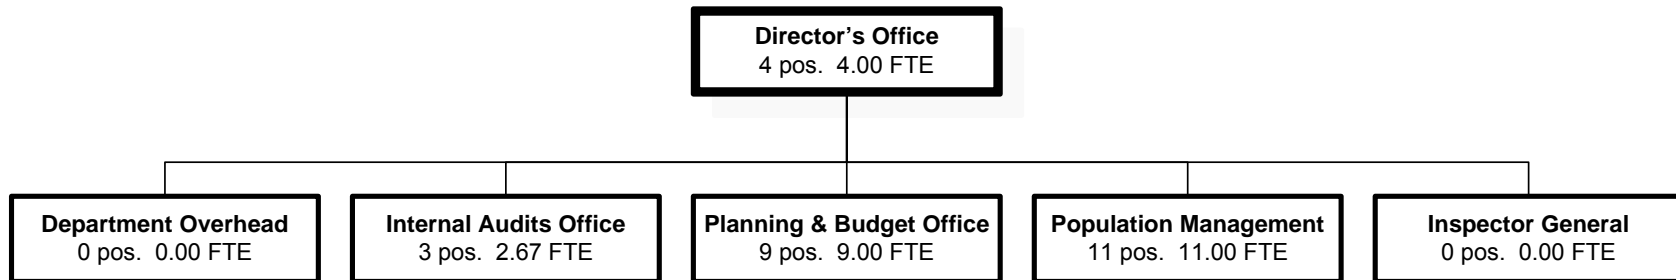 Director’s Office
4 pos.  4.00 FTE
Department Overhead
0 pos.  0.00 FTE
Internal Audits Office
3 pos.  2.67 FTE
Planning & Budget Office
9 pos.  9.00 FTE
Population Management
11 pos.  11.00 FTE
Inspector General
0 pos.  0.00 FTE